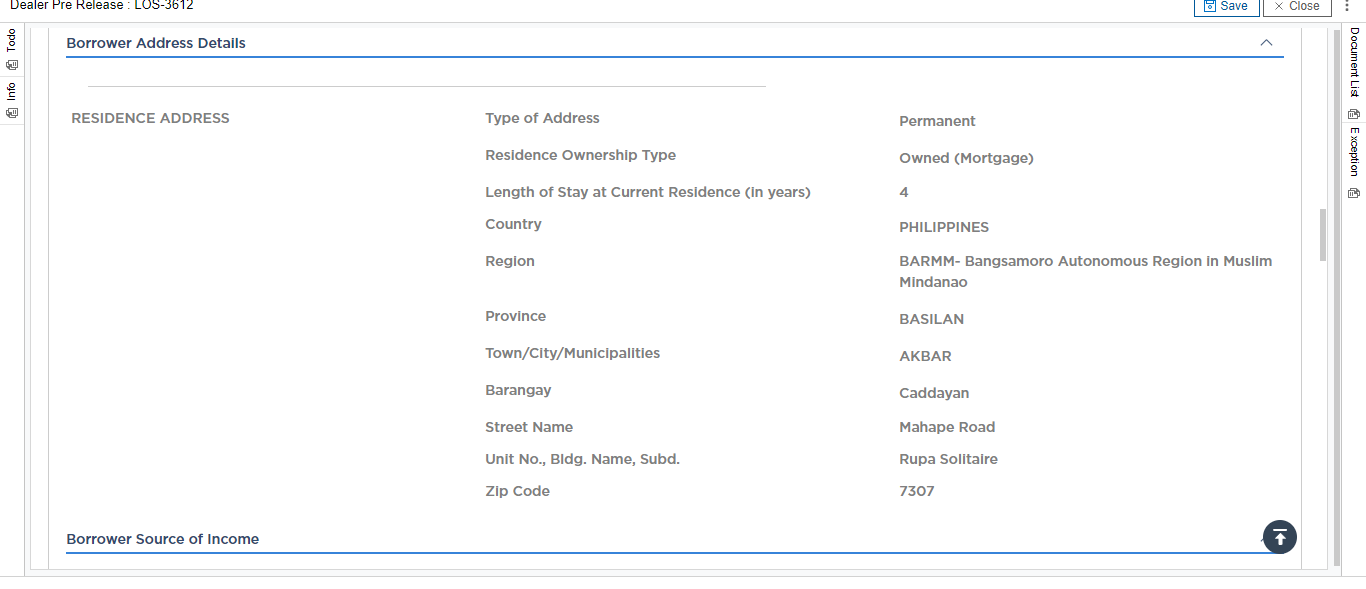 Dealer Pre Release : LOS-3612
Save
Close
Todo
Info
Document List
Exception
Borrower Address Details
RESIDENCE ADDRESS
Type of Address Permanent
Residence Ownership Type Owned (Mortgage)
Length of Stay at Current Residence (in years) 4
Country PHILIPPINES
Region BARMM- Bangsamoro Autonomous Region in Muslim
Mindanao
Province BASILAN
Town/City/Municipalities AKBAR
Barangay Caddayan
Street Name Mahape Road
Unit No., Bldg. Name, Subd. Rupa Solitaire
Zip Code 7307
Borrower Source of Income